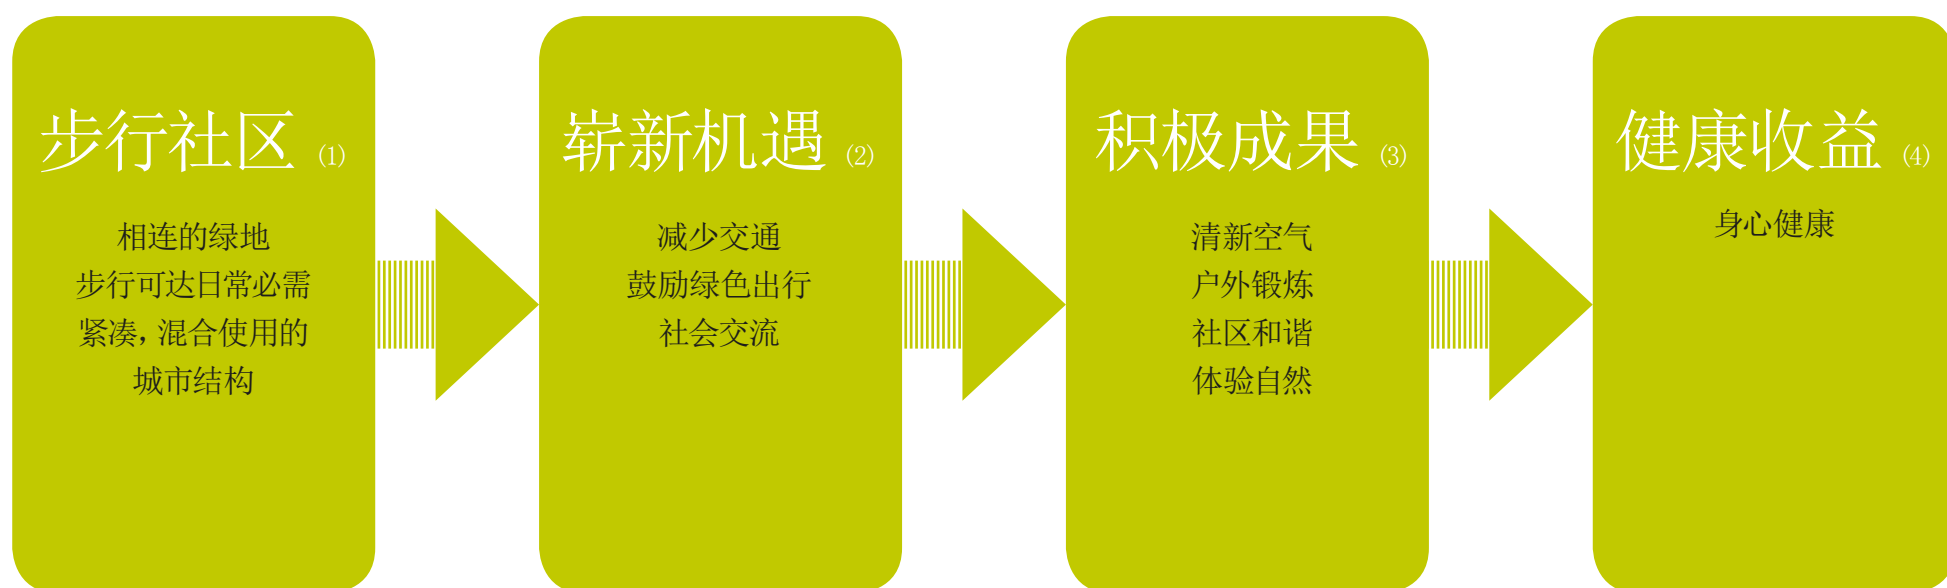 步行社区 (1)
相连的绿地
步行可达日常必需
紧凑，混合使用的
城市结构
崭新机遇 (2)
减少交通
鼓励绿色出行
社会交流
积极成果 (3)
清新空气
户外锻炼
社区和谐
体验自然
健康收益 (4)
身心健康